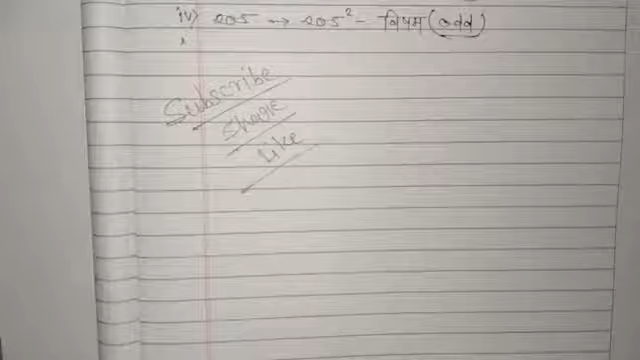 iv) 205 → 205² - विषम (odd)
Subscribe
Share
Like